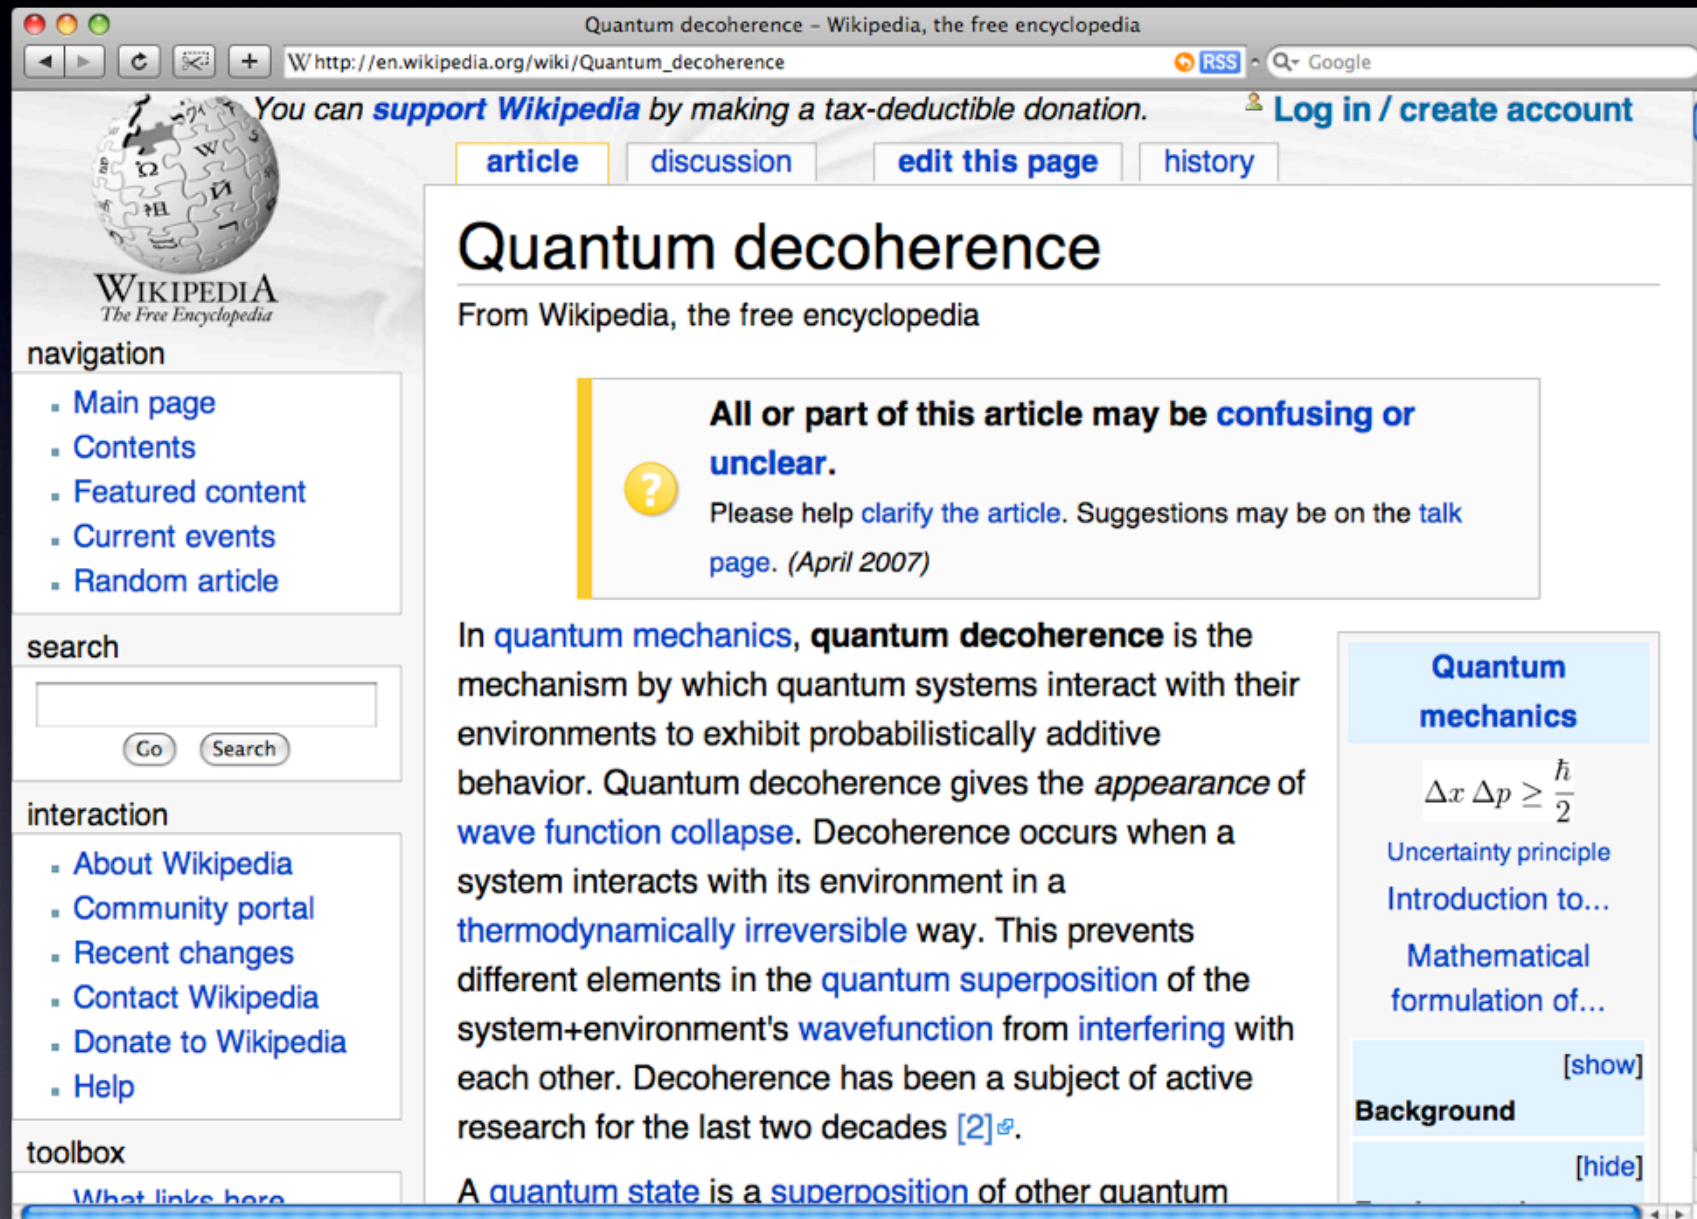 Quantum decoherence – Wikipedia, the free encyclopedia
http://en.wikipedia.org/wiki/Quantum_decoherence
RSS
Google
You can support Wikipedia by making a tax-deductible donation.
Log in / create account
article
discussion
edit this page
history
WIKIPEDIA
The Free Encyclopedia
navigation
Main page
Contents
Featured content
Current events
Random article
search
Go
Search
interaction
About Wikipedia
Community portal
Recent changes
Contact Wikipedia
Donate to Wikipedia
Help
toolbox
What links here
Quantum decoherence
From Wikipedia, the free encyclopedia
?
All or part of this article may be confusing or
unclear.
Please help clarify the article. Suggestions may be on the talk
page. (April 2007)
In quantum mechanics, quantum decoherence is the
mechanism by which quantum systems interact with their
environments to exhibit probabilistically additive
behavior. Quantum decoherence gives the appearance of
wave function collapse. Decoherence occurs when a
system interacts with its environment in a
thermodynamically irreversible way. This prevents
different elements in the quantum superposition of the
system+environment's wavefunction from interfering with
each other. Decoherence has been a subject of active
research for the last two decades [2].
A quantum state is a superposition of other quantum
Quantum
mechanics
Δx Δp ≥ ħ/2
Uncertainty principle
Introduction to...
Mathematical
formulation of...
[show]
Background
[hide]